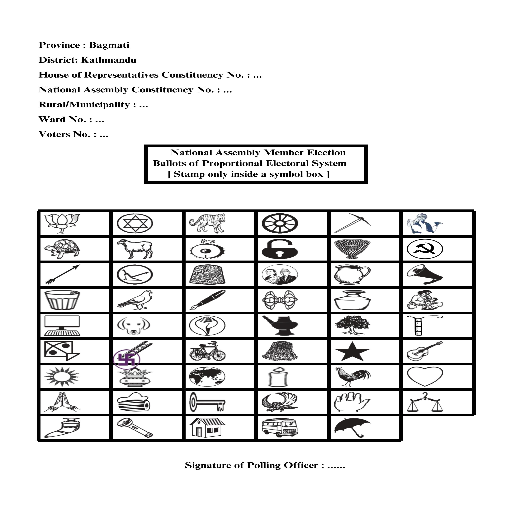 Province : Bagmati
District: Kathmandu
House of Representatives Constituency No. : ...
National Assembly Constituency No. : ...
Rural/Municipality : ...
Ward No. : ...
Voters No. : ...
National Assembly Member Election
Ballots of Proportional Electoral System
[ Stamp only inside a symbol box ]
Signature of Polling Officer : ......